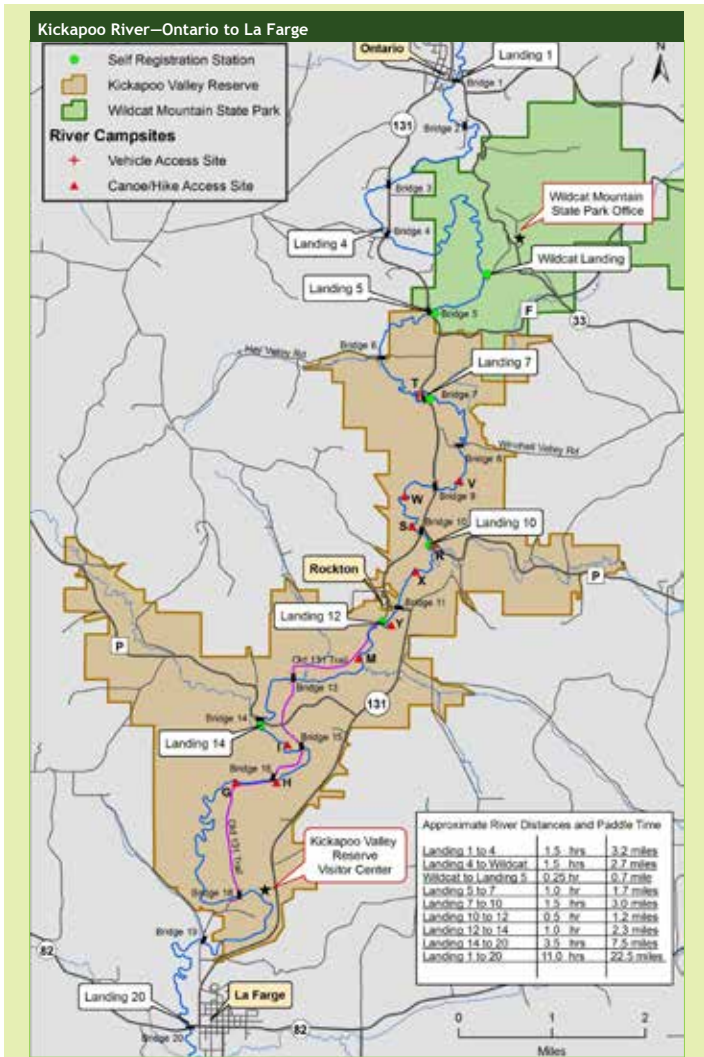 Kickapoo River—Ontario to La Farge
Self Registration Station
Kickapoo Valley Reserve
Wildcat Mountain State Park
River Campsites
Vehicle Access Site
Canoe/Hike Access Site
Ontario
Landing 1
N
Bridge 1
131
Bridge 2
Bridge 3
Wildcat Mountain
State Park Office
Landing 4
Bridge 4
Wildcat Landing
Landing 5
Bridge 5
F
33
Bridge 6
Hay Valley Rd
Landing 7
T
Bridge 7
Winchell Valley Rd
Bridge 8
V
W
Bridge 9
S
Bridge 10
Landing 10
R
Rockton
X
P
Bridge 11
Landing 12
Y
P
Old 131 Trail
M
Bridge 13
131
Bridge 14
Landing 14
I
Bridge 15
Bridge 16
G
H
Old 131 Trail
Kickapoo Valley
Reserve
Visitor Center
Bridge 18
Bridge 19
82
Landing 20
La Farge
Bridge 20
82
Approximate River Distances and Paddle Time
Landing 1 to 4 1.5 hrs 3.2 miles
Landing 4 to Wildcat 1.5 hrs 2.7 miles
Wildcat to Landing 5 0.25 hr 0.7 mile
Landing 5 to 7 1.0 hr 1.7 miles
Landing 7 to 10 1.5 hrs 3.0 miles
Landing 10 to 12 0.5 hr 1.2 miles
Landing 12 to 14 1.0 hr 2.3 miles
Landing 14 to 20 3.5 hrs 7.5 miles
Landing 1 to 20 11.0 hrs 22.5 miles
0 1 2
Miles